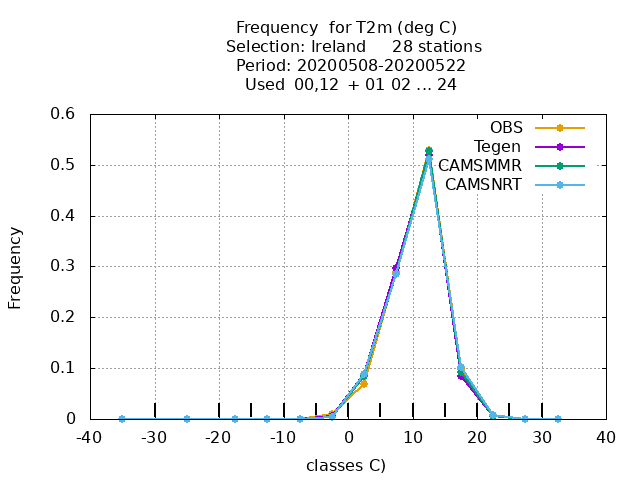 Frequency  for T2m (deg C)
Selection: Ireland     28 stations
Period: 20200508-20200522
Used  00,12  + 01 02 ... 24
OBS
Tegen
CAMSMMR
CAMSNRT
0.6
0.5
0.4
0.3
0.2
0.1
0
Frequency
-40 -30 -20 -10 0 10 20 30 40
classes C)